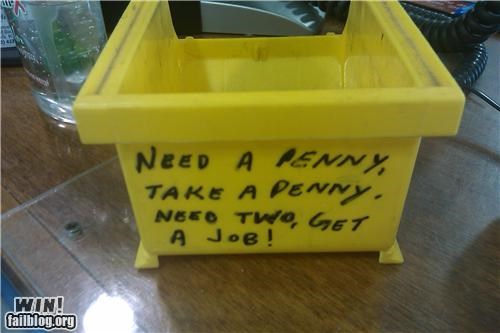 NEED A PENNY,
TAKE A PENNY.
NEED TWO, GET
A JOB!
WIN!
failblog.org